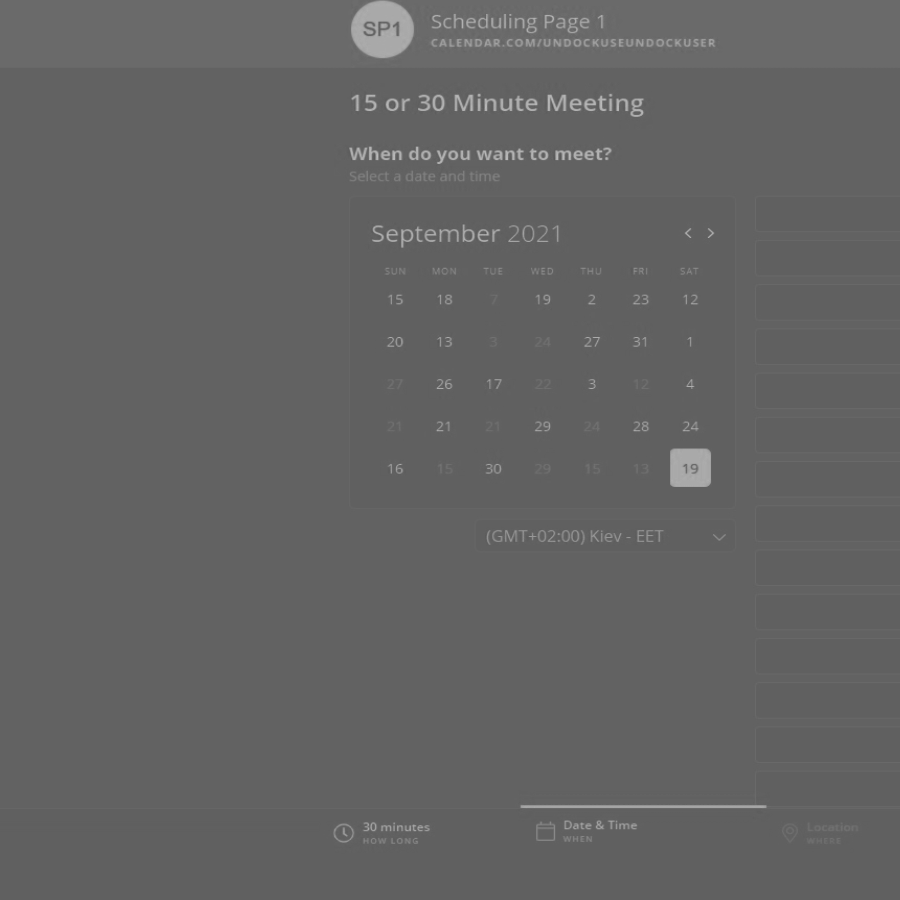 SP1
Scheduling Page 1
CALENDAR.COM/UNDOCKUSEUNDOCKUSER
15 or 30 Minute Meeting
When do you want to meet?
Select a date and time
September 2021
SUN MON TUE WED THU FRI SAT
15 18 7 19 2 23 12
20 13 3 24 27 31 1
27 26 17 22 3 12 4
21 21 21 29 24 28 24
16 15 30 29 15 13 19
(GMT+02:00) Kiev - EET
30 minutes
HOW LONG
Date & Time
WHEN
Location
WHERE